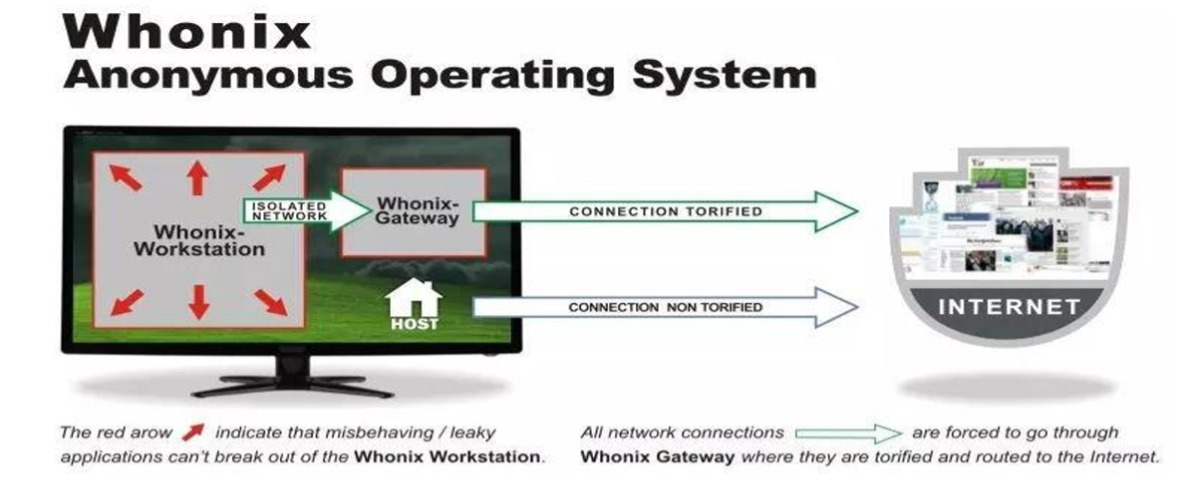 Whonix
Anonymous Operating System
Whonix-
Workstation
ISOLATED
NETWORK
Whonix-
Gateway
CONNECTION TORIFIED
HOST
CONNECTION NON TORIFIED
INTERNET
The red arow indicate that misbehaving / leaky
applications can't break out of the Whonix Workstation.
All network connections are forced to go through
Whonix Gateway where they are torified and routed to the Internet.